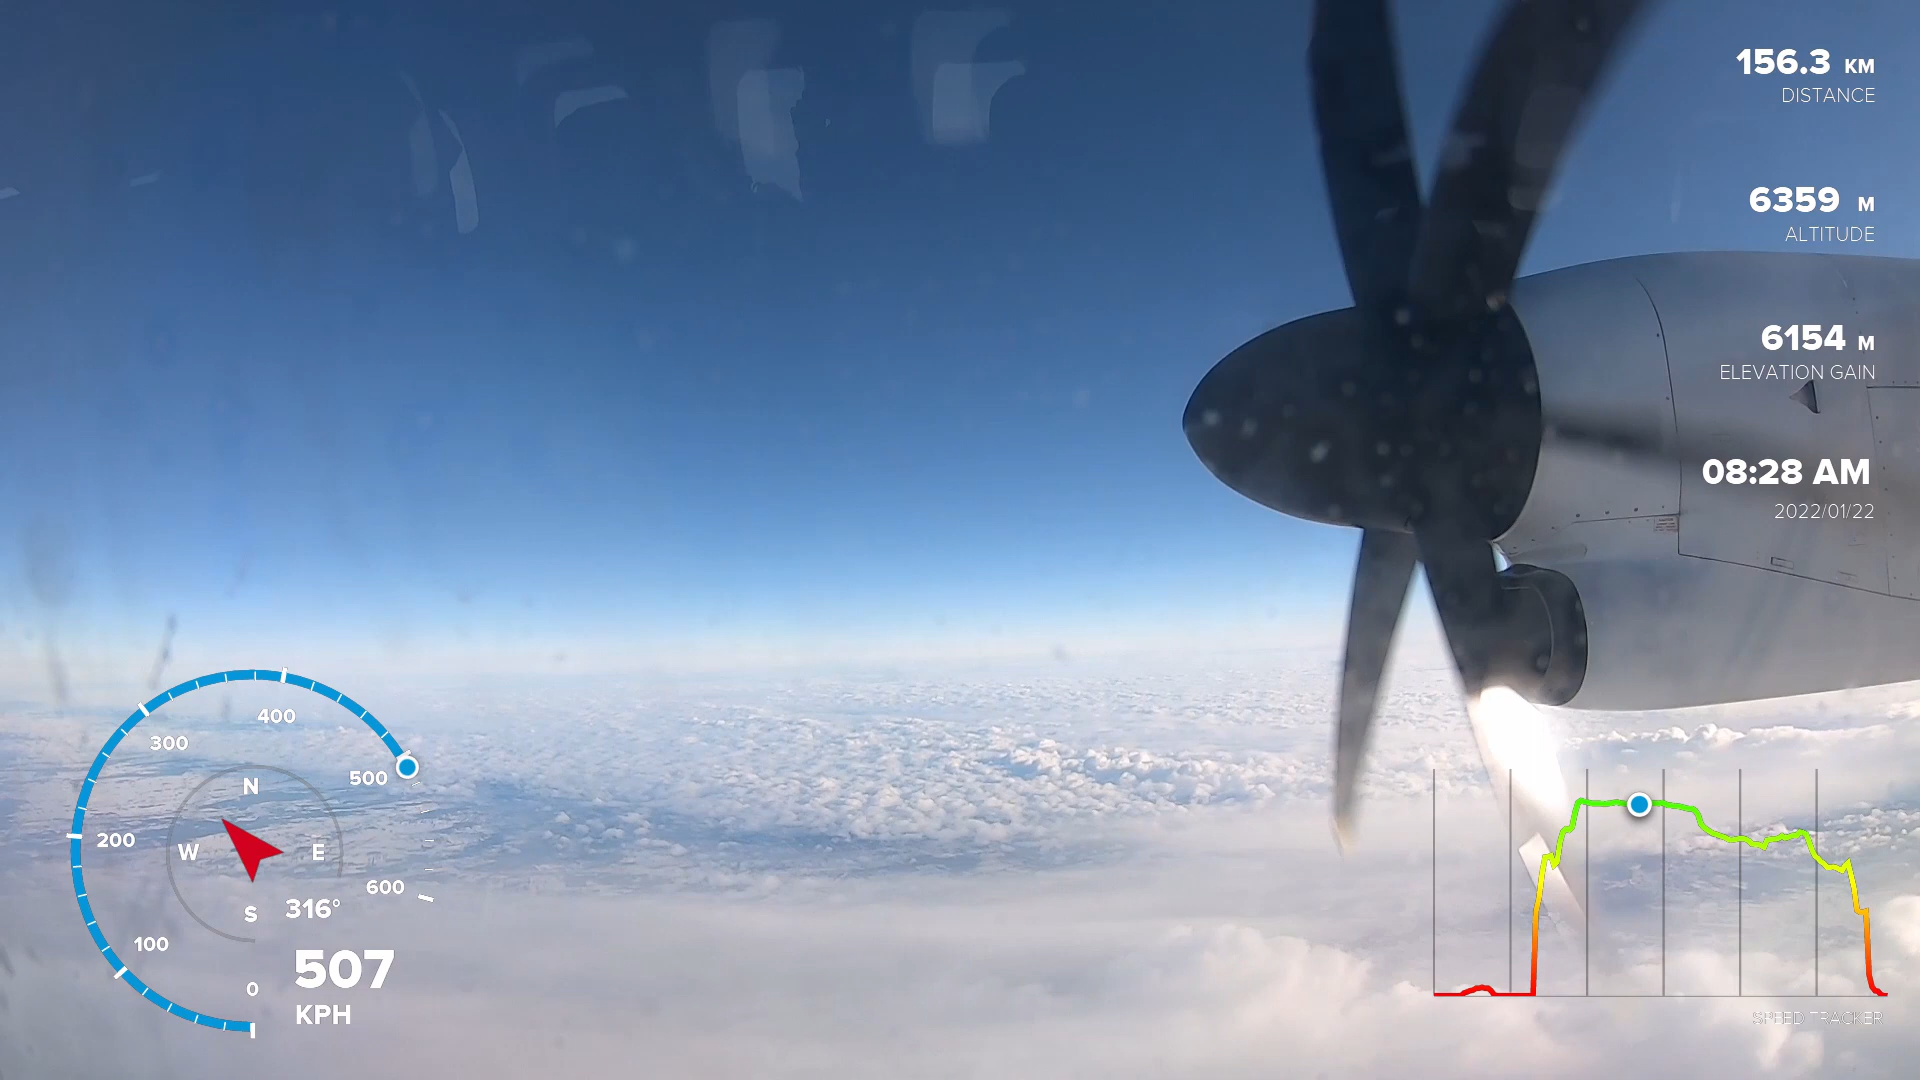 156.3 KM
DISTANCE
6359 M
ALTITUDE
6154 M
ELEVATION GAIN
08:28 AM
2022/01/22
400
300
500
N
200
W
E
600
S
316°
100
507
0
KPH
SPEED TRACKER